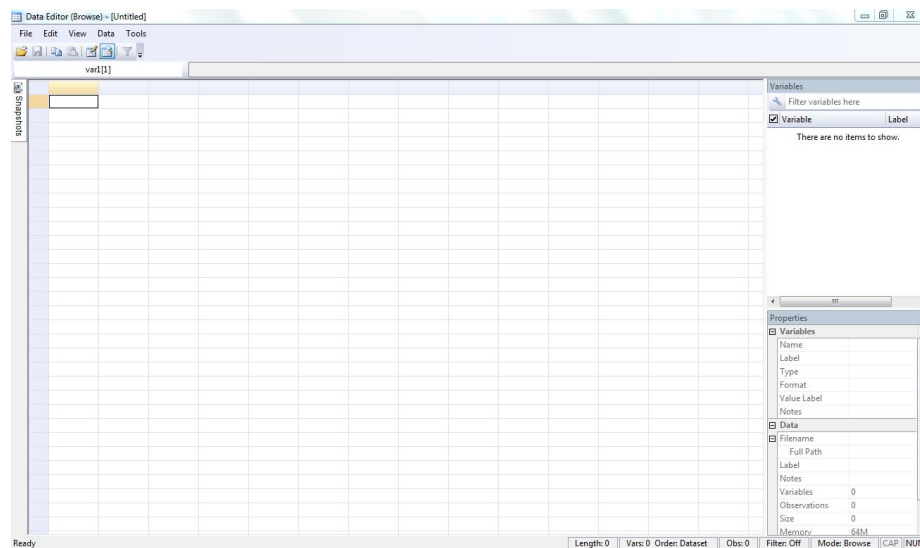 Data Editor (Browse) - [Untitled]
File Edit View Data Tools
var1[1]
Snapshots
Variables
Filter variables here
Variable Label
There are no items to show.
Properties
Variables
Name
Label
Type
Format
Value Label
Notes
Data
Filename
Full Path
Label
Notes
Variables 0
Observations 0
Size 0
Memory 64M
Ready Length: 0 Vars: 0 Order: Dataset Obs: 0 Filter: Off Mode: Browse CAP NUM